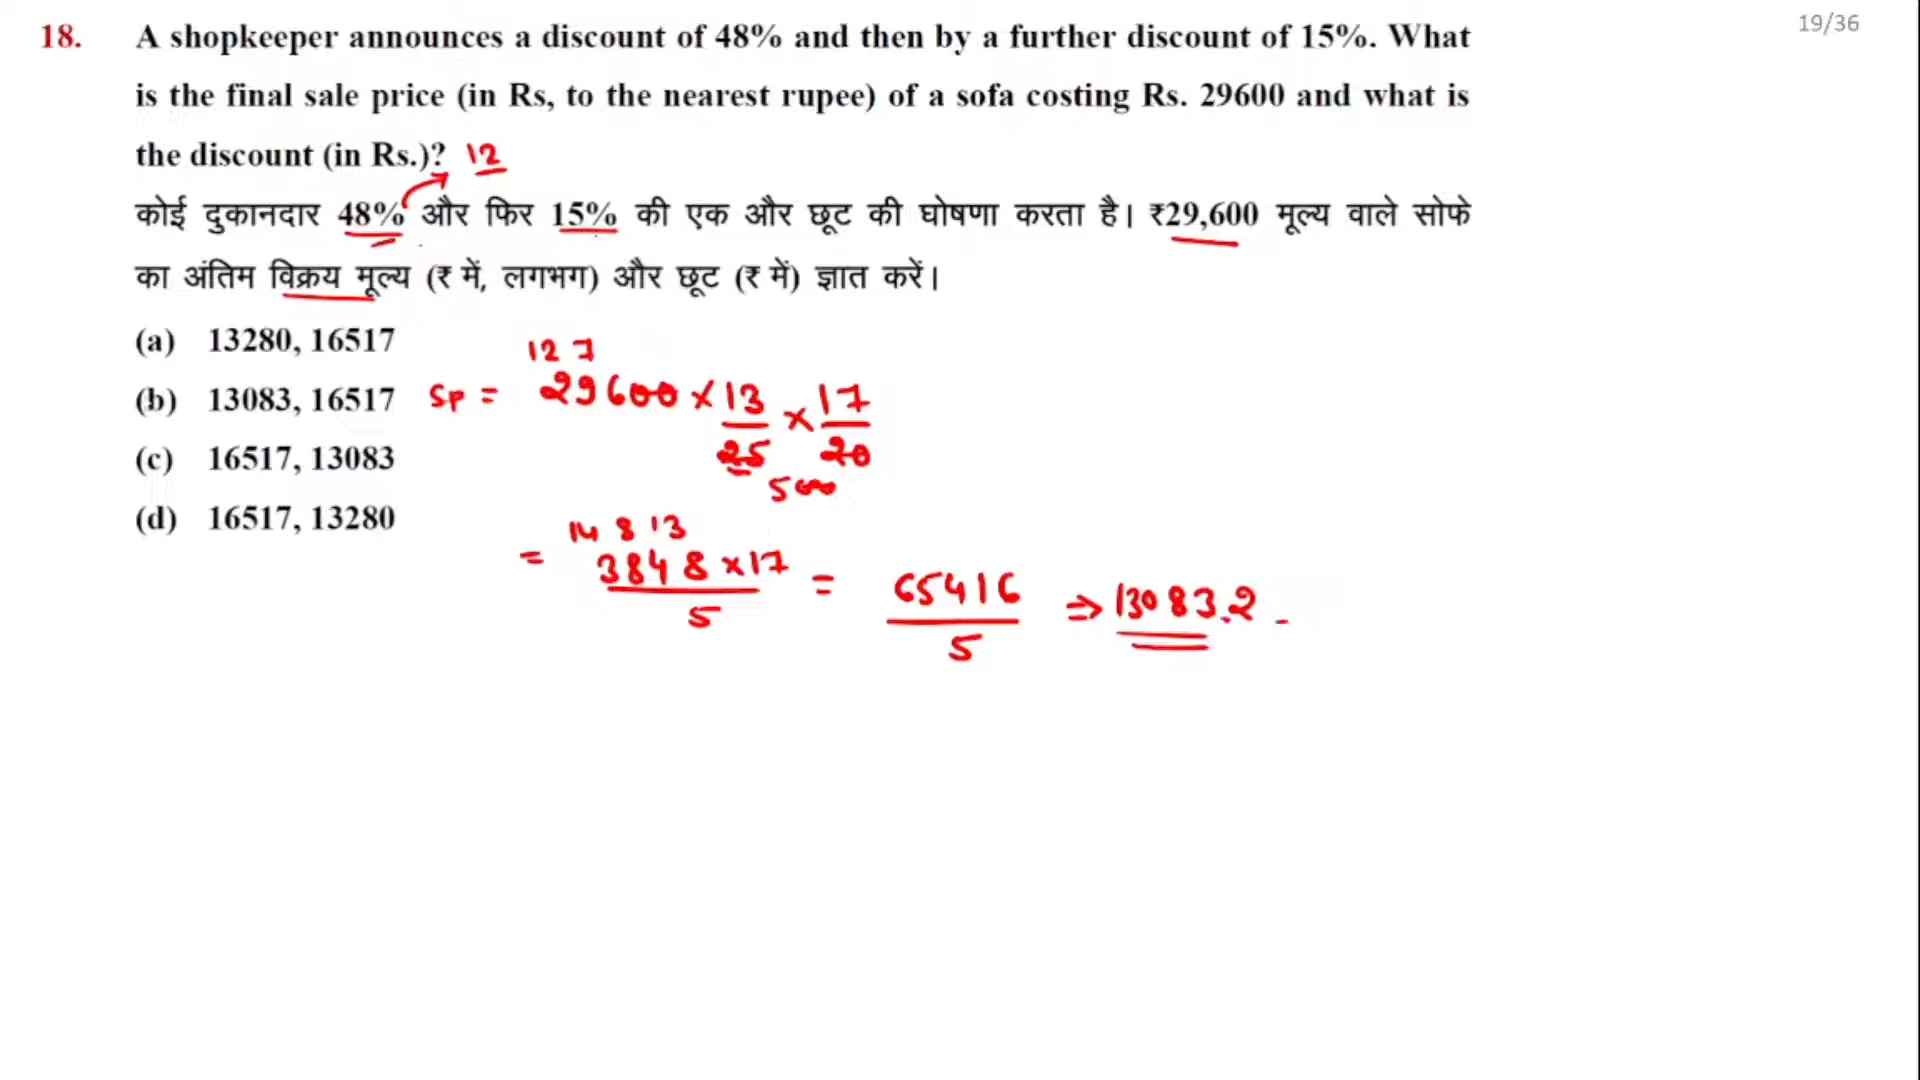 19/36
18. A shopkeeper announces a discount of 48% and then by a further discount of 15%. What
is the final sale price (in Rs, to the nearest rupee) of a sofa costing Rs. 29600 and what is
the discount (in Rs.)? 12
कोई दुकानदार 48% और फिर 15% की एक और छूट की घोषणा करता है। ₹29,600 मूल्य वाले सोफे
का अंतिम विक्रय मूल्य (₹ में, लगभग) और छूट (₹ में) ज्ञात करें।
(a) 13280, 16517
(b) 13083, 16517
(c) 16517, 13083
(d) 16517, 13280
12 7
SP = 29600 × 13/25 × 17/20
500
14 8 13
= 3848 × 17/5 = 65416/5 ⇒ 13083.2